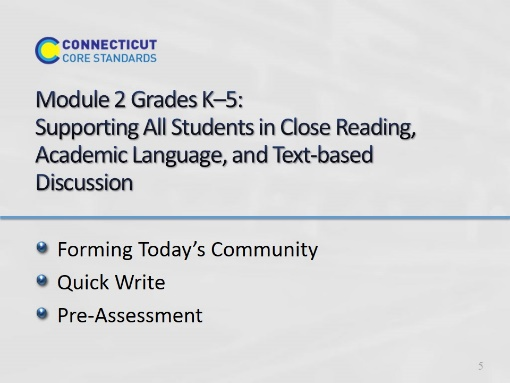 CONNECTICUT
CORE STANDARDS
Module 2 Grades K–5:
Supporting All Students in Close Reading,
Academic Language, and Text-based
Discussion
Forming Today’s Community
Quick Write
Pre-Assessment
5